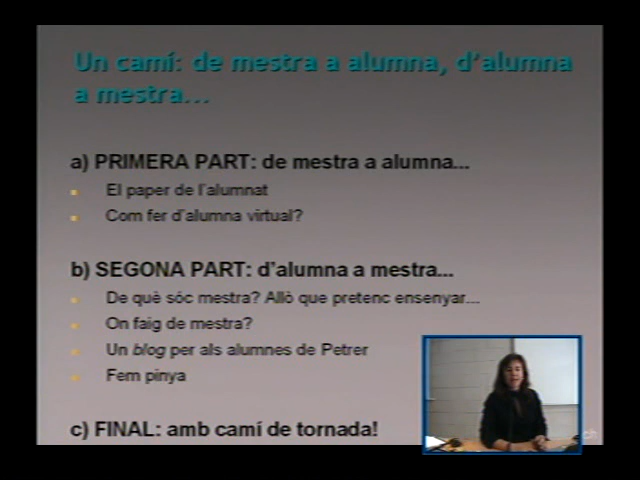 Un camí: de mestra a alumna, d'alumna
a mestra...
a) PRIMERA PART: de mestra a alumna...
El paper de l'alumnat
Com fer d'alumna virtual?
b) SEGONA PART: d'alumna a mestra...
De què sóc mestra? Allò que pretenc ensenyar...
On faig de mestra?
Un blog per als alumnes de Petrer
Fem pinya
c) FINAL: amb camí de tornada!